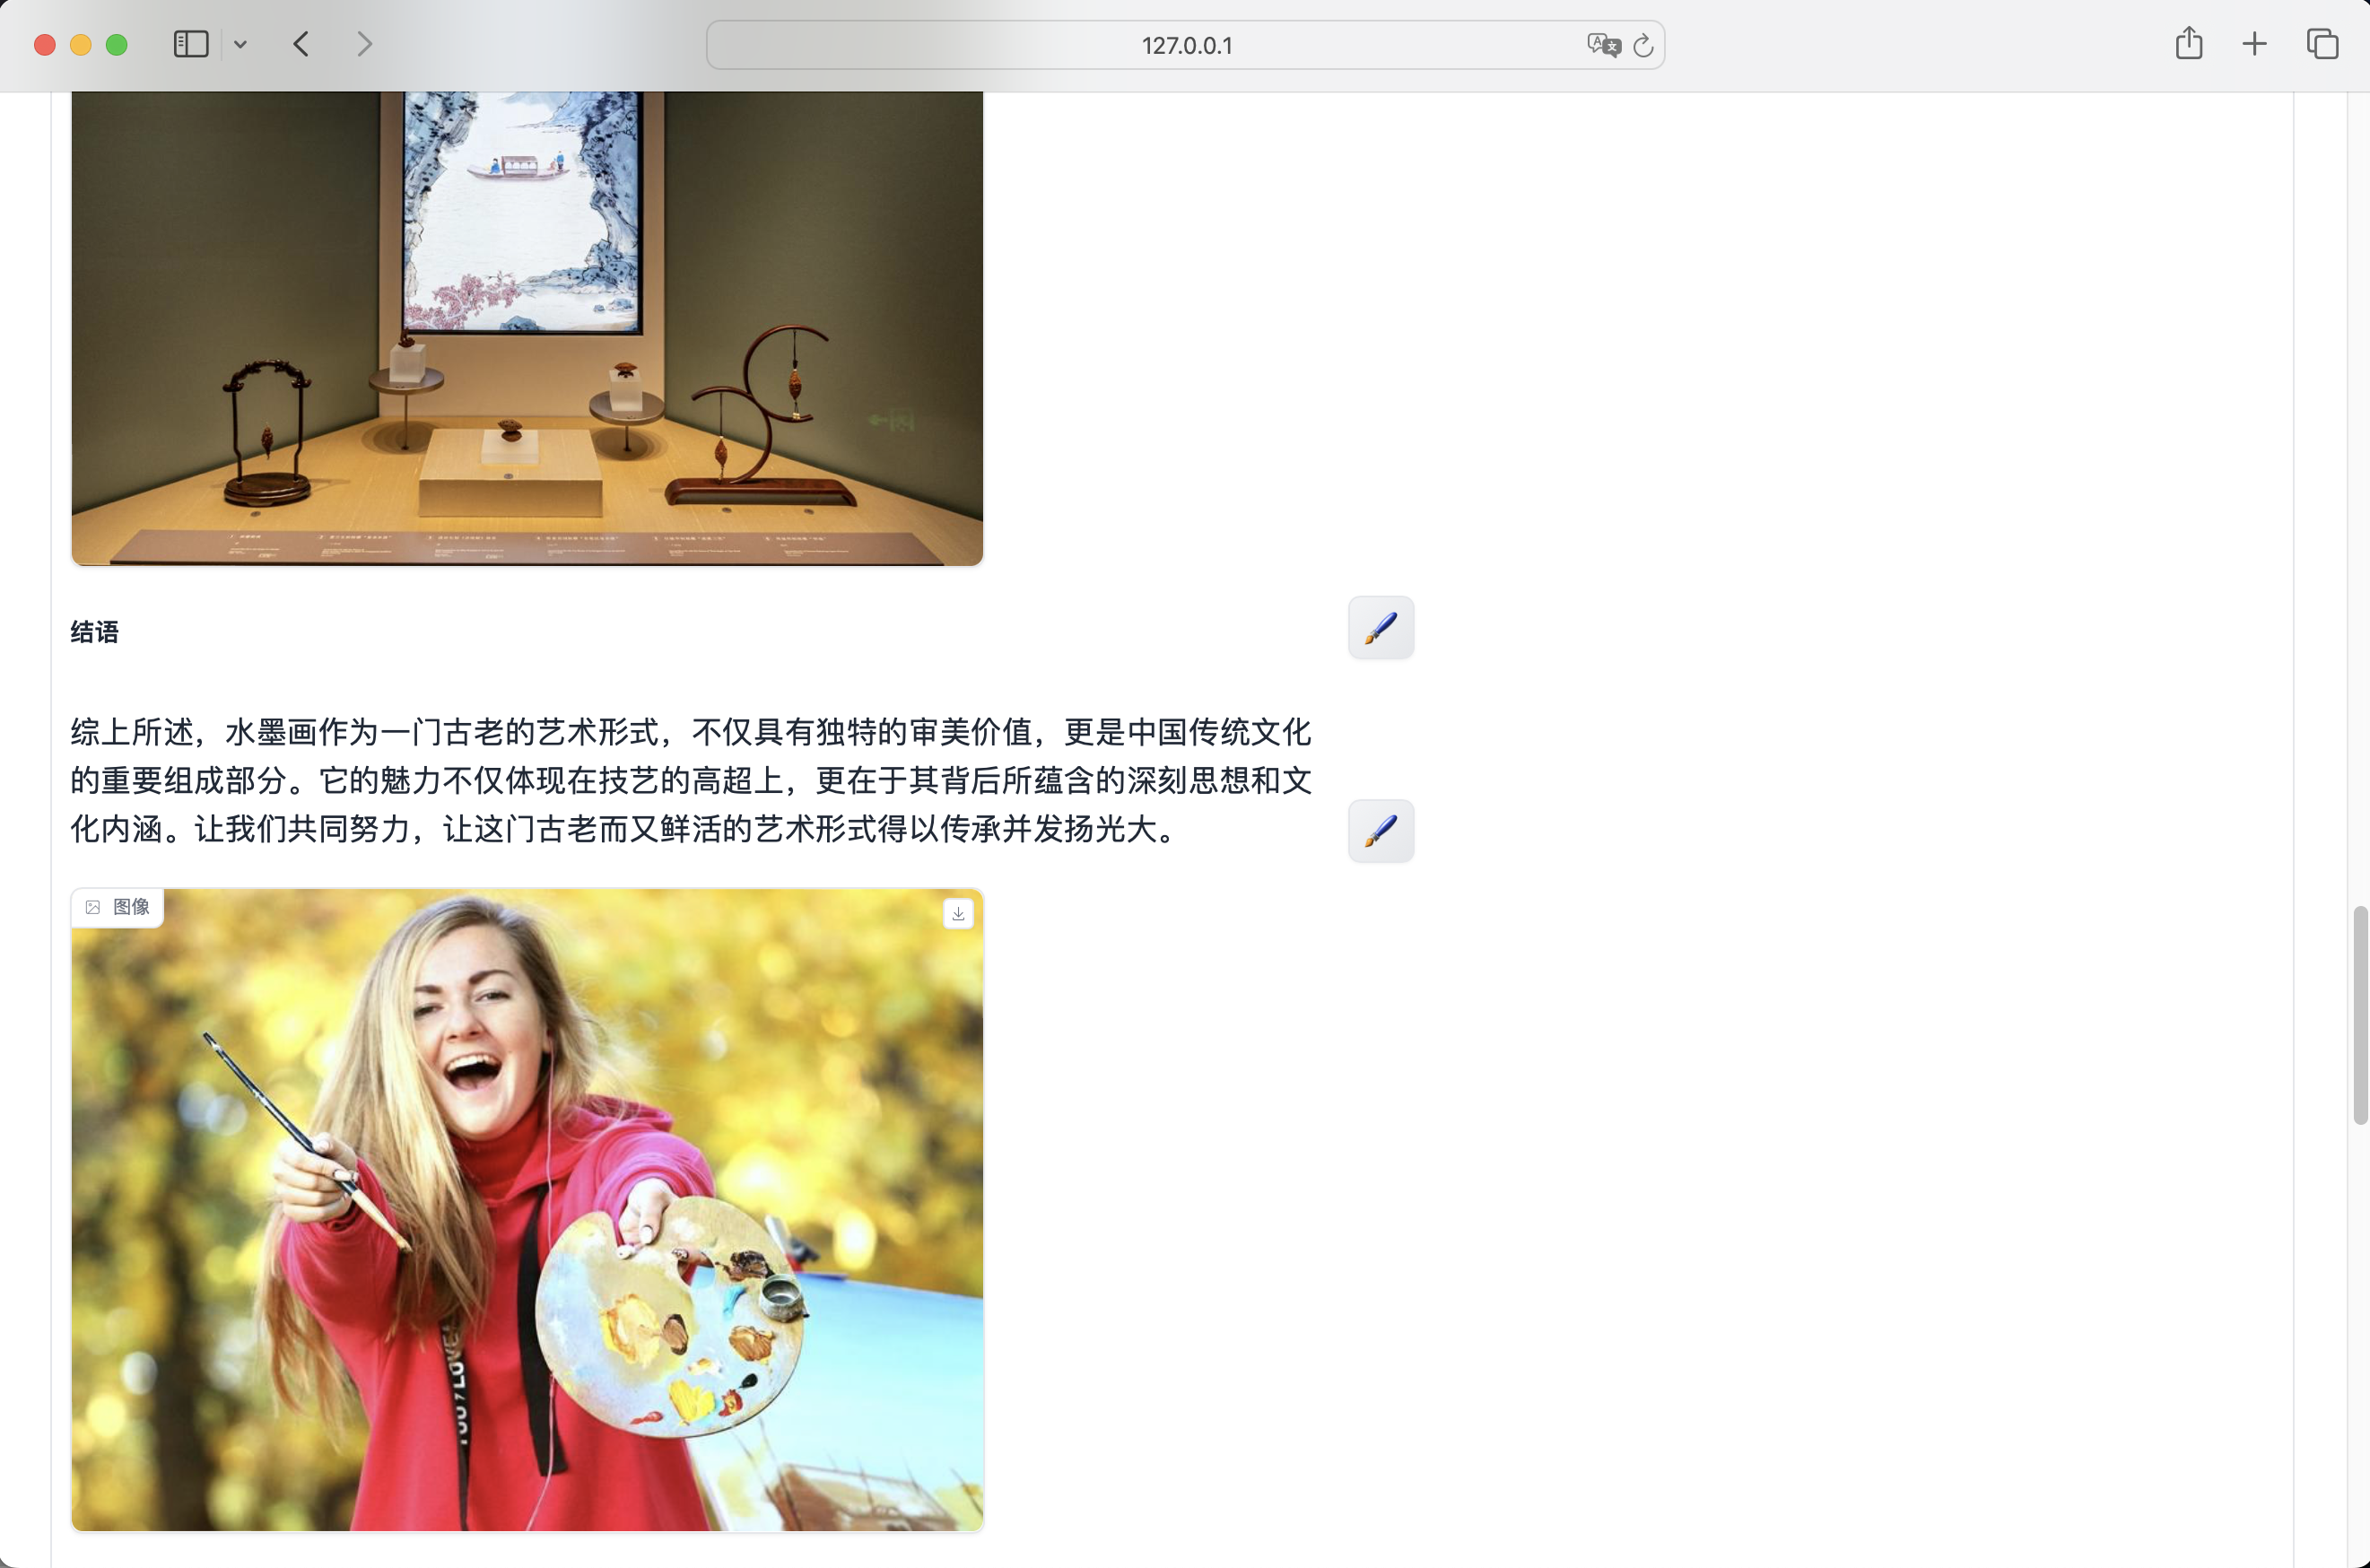 127.0.0.1
结语
综上所述，水墨画作为一门古老的艺术形式，不仅具有独特的审美价值，更是中国传统文化
的重要组成部分。它的魅力不仅体现在技艺的高超上，更在于其背后所蕴含的深刻思想和文
化内涵。让我们共同努力，让这门古老而又鲜活的艺术形式得以传承并发扬光大。
图像